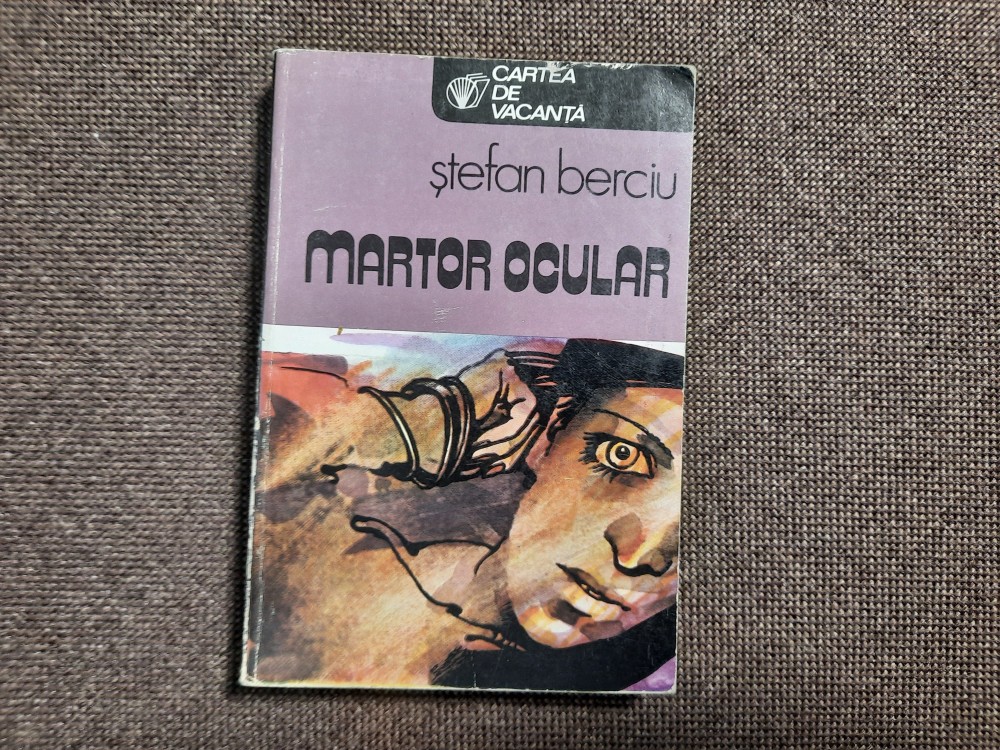 CARTEA
DE
VACANȚĂ
ștefan berciu
MARTOR OCULAR